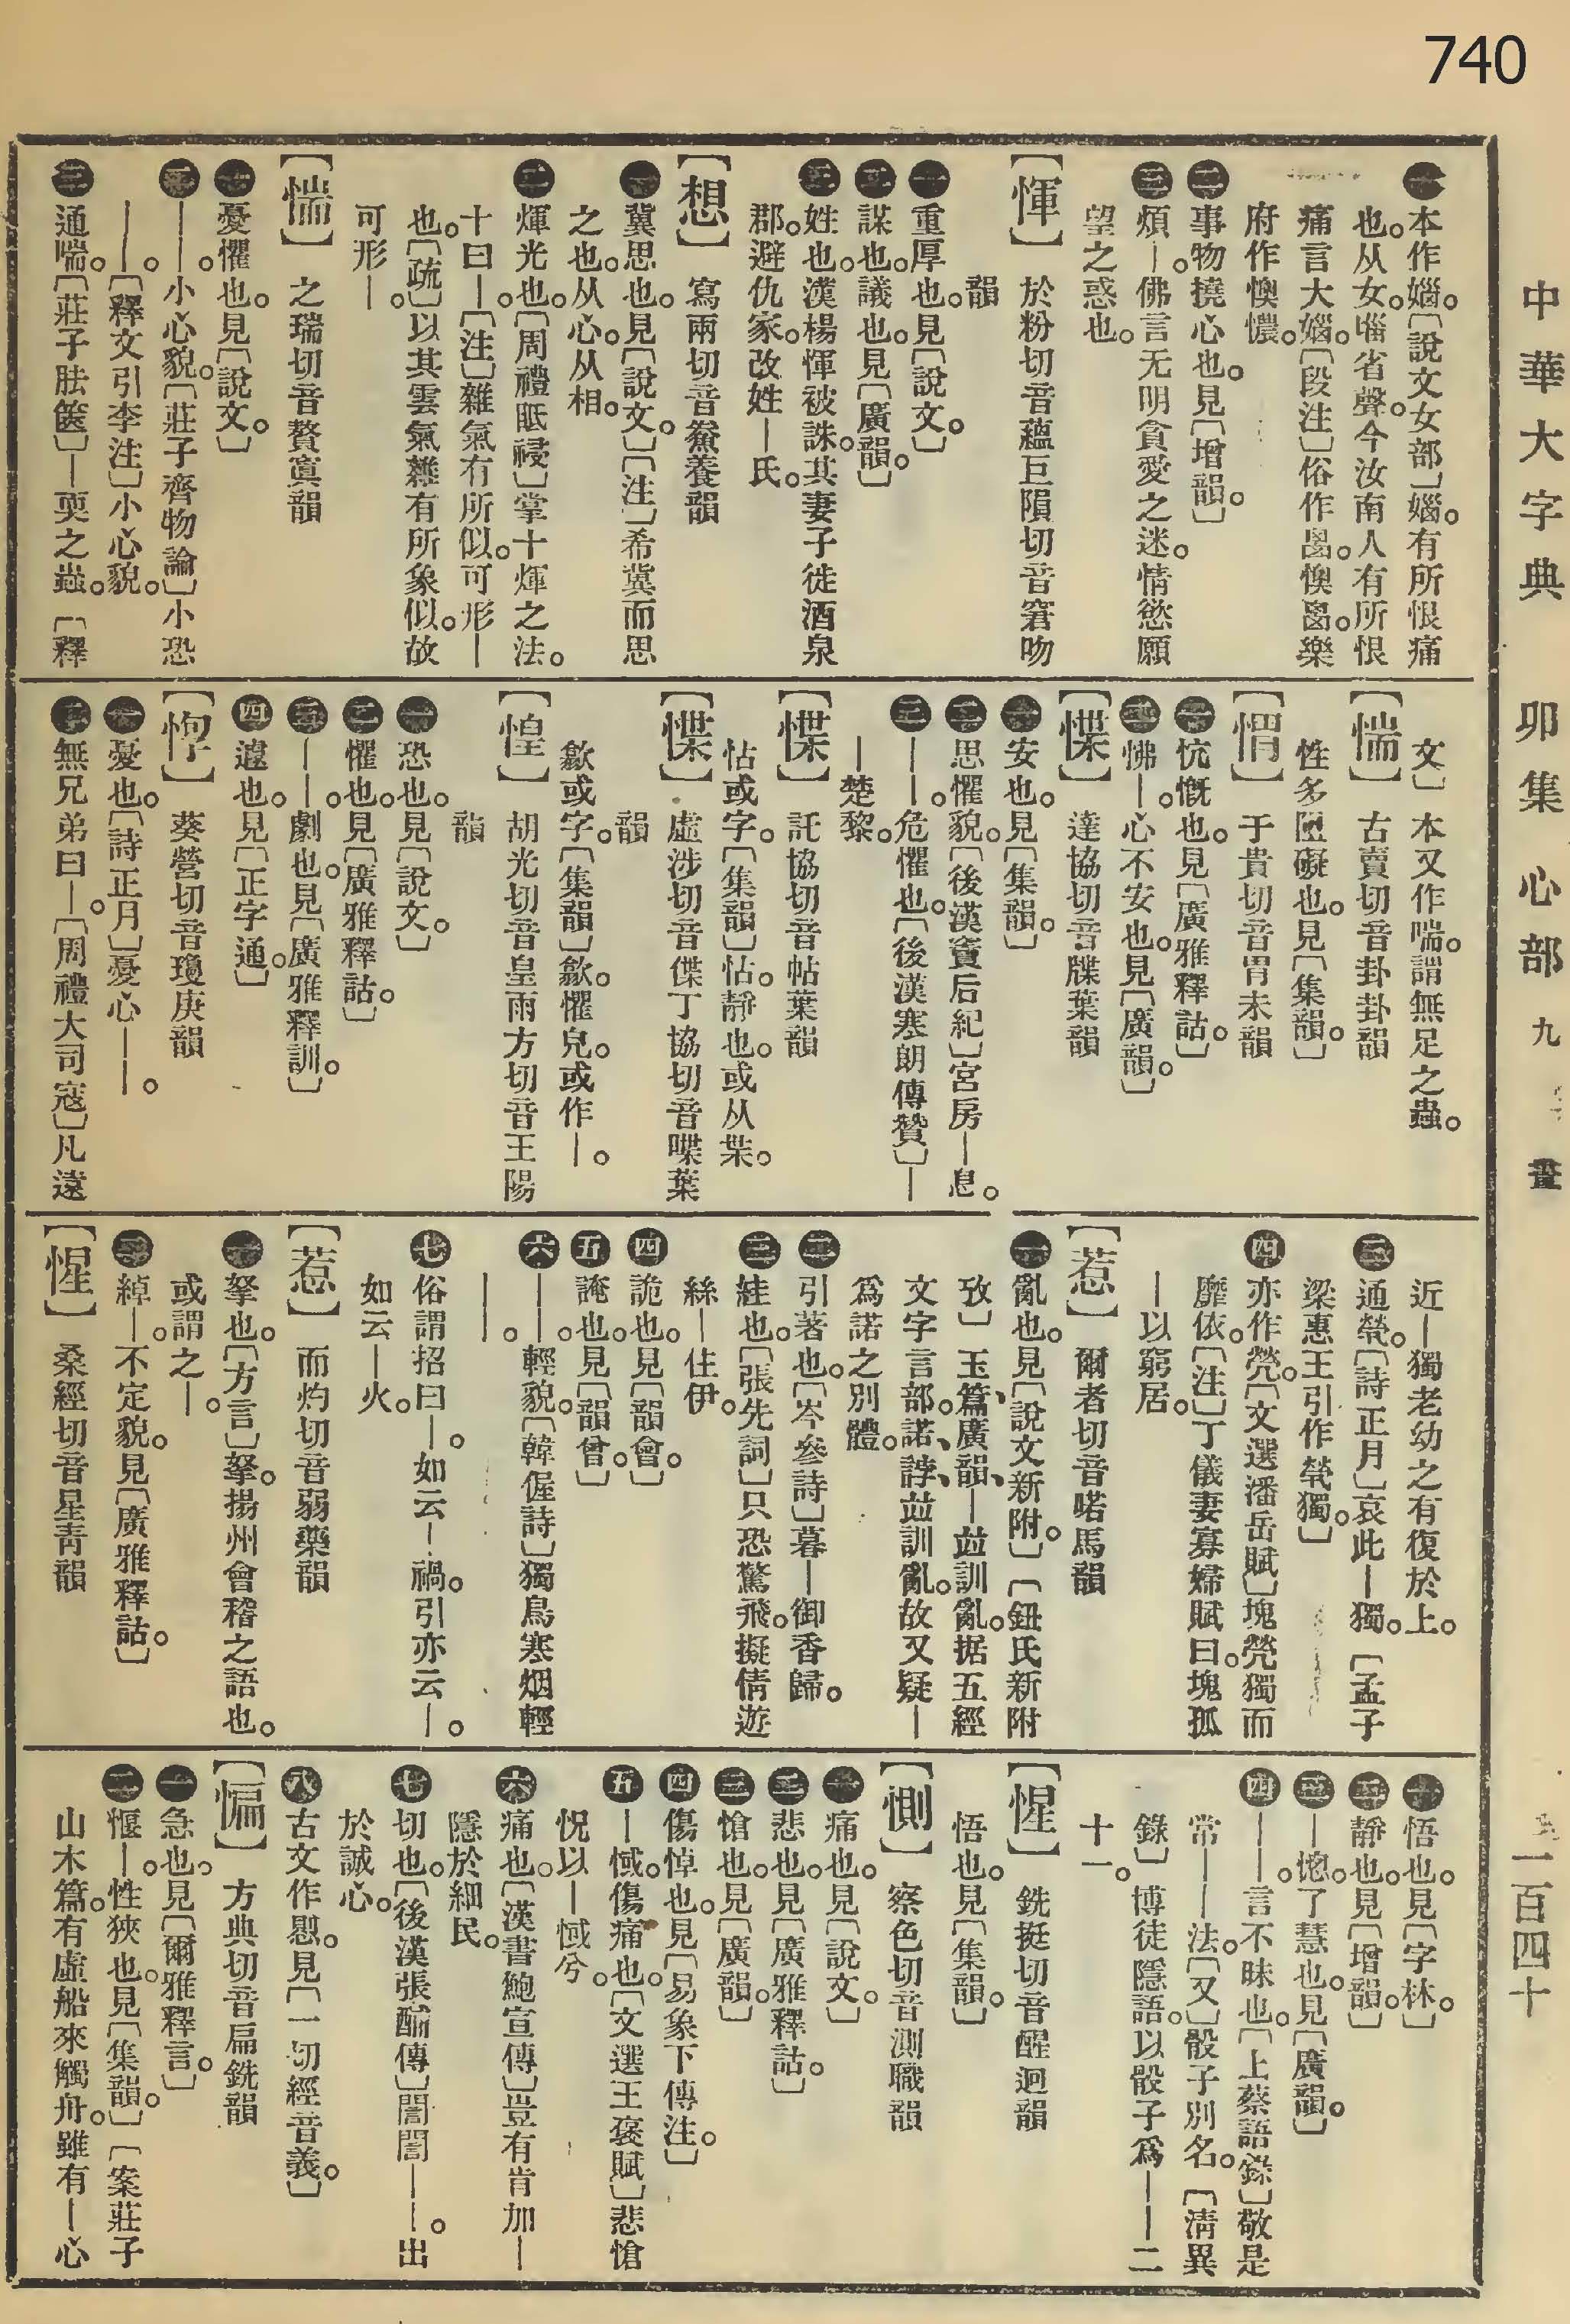 740
中華大字典 卯集 心部 九畫 一百四十
㊀本作㛴。〔說文女部〕㛴。有所恨痛
也。从女。𡿺省聲。今汝南人有所恨
痛言大㛴。〔段注〕俗作懊。樂
府作懊憹。
㊁事物撓心也。見〔增韻。〕
㊂煩—。佛言无明貪愛之迷。情慾願
望之惑也。
〔惲〕 於粉切音蘊巨隕切音窘吻
韻
㊀重厚也。見〔說文。〕
㊁謀也。議也。見〔廣韻。〕
㊂姓也。漢楊惲被誅。其妻子徙酒泉
郡。避仇家。改姓—氏。
〔想〕 寫兩切音鯗養韻
㊀冀思也。見〔說文。〕〔注〕希冀而思
之也。从心。从相。
㊁煇光也。〔周禮眂祲〕掌十煇之法。
十曰—。〔注〕雜氣有所似。可形—
也。〔疏〕以其雲氣雜有所象似。故
可形—。
〔惴〕 之瑞切音贅寘韻
㊀憂懼也。見〔說文。〕
㊁——。小心貌。〔莊子齊物論〕小恐
——。〔釋文引李注〕小心貌。
㊂通喘。〔莊子胠篋〕—耎之蟲。〔釋
文〕本又作喘。謂無足之蟲。
〔惴〕 古賣切音卦卦韻
性多陻礙也。見〔集韻。〕
〔㥜〕 于貴切音胃未韻
㊀忼慨也。見〔廣雅釋詁。〕
㊁怫—。心不安也。見〔廣韻。〕
〔惵〕 達協切音牒葉韻
㊀安也。見〔集韻。〕
㊁思懼貌。〔後漢竇后紀〕宮房—息。
㊂——。危懼也。〔後漢寒朗傳贊〕—
—楚黎。
〔惵〕 託協切音帖葉韻
怗或字。〔集韻〕怗。靜也。或从枼。
〔惵〕 虛涉切音偞丁協切音喋葉
韻
歙或字。〔集韻〕歙。懼皃。或作—。
〔惶〕 胡光切音皇雨方切音王陽
韻
㊀恐也。見〔說文。〕
㊁懼也。見〔廣雅釋詁。〕
㊂——。劇也。見〔廣雅釋訓。〕
㊃遑也。見〔正字通。〕
〔惸〕 葵營切音瓊庚韻
㊀憂也。〔詩正月〕憂心——。
㊁無兄弟曰—。〔周禮大司寇〕凡遠
近—獨老幼之有復於上。
㊂通煢。〔詩正月〕哀此—獨。〔孟子
梁惠王引作煢獨。〕
㊃亦作㷀。〔文選潘岳賦〕塊㷀獨而
靡依。〔注〕丁儀妻寡婦賦曰。塊孤
—以窮居。
〔惹〕 爾者切音喏馬韻
㊀亂也。見〔說文新附。〕〔鈕氏新附
攷〕玉篇、廣韻、—竝訓亂。据五經
文字言部。諾、誖、竝訓亂。故又疑—
爲諾之別體。
㊁引著也。〔岑參詩〕暮—御香歸。
㊂絓也。〔張先詞〕只恐驚飛。擬倩遊
絲—住伊。
㊃詭也。見〔韻會。〕
㊄諵也。見〔韻會。〕
㊅——。輕貌。〔韓偓詩〕獨鳥寒烟輕
——。
㊆俗謂招曰—。如云—禍。引亦云—。
如云—火。
〔惹〕 而灼切音弱藥韻
㊀拏也。〔方言〕拏。揚州會稽之語也。
或謂之—。
㊁綽—。不定貌。見〔廣雅釋詁。〕
〔惺〕 桑經切音星靑韻
㊀悟也。見〔字林。〕
㊁靜也。見〔增韻。〕
㊂—憁。了慧也。見〔廣韻。〕
㊃——。言不昧也。〔上蔡語錄〕敬是
常——法。〔又〕骰子別名。〔淸異
錄〕博徒隱語。以骰子爲——二
十一。
〔惺〕 銑挺切音醒迥韻
悟也。見〔集韻。〕
〔惻〕 察色切音測職韻
㊀痛也。見〔說文。〕
㊁悲也。見〔廣雅釋詁。〕
㊂愴也。見〔廣韻。〕
㊃傷悼也。見〔易象下傳注。〕
㊄—惐。傷痛也。〔文選王褒賦〕悲愴
怳以—惐兮。
㊅痛也。〔漢書鮑宣傳〕豈有肯加—
隱於細民。
㊆切也。〔後漢張酺傳〕誾誾——。出
於誠心。
㊇古文作𢤵。見〔一切經音義。〕
〔惼〕 方典切音扁銑韻
㊀急也。見〔爾雅釋言。〕
㊁惼—。性狹也。見〔集韻。〕〔案莊子
山木篇。有虛船來觸舟。雖有—心